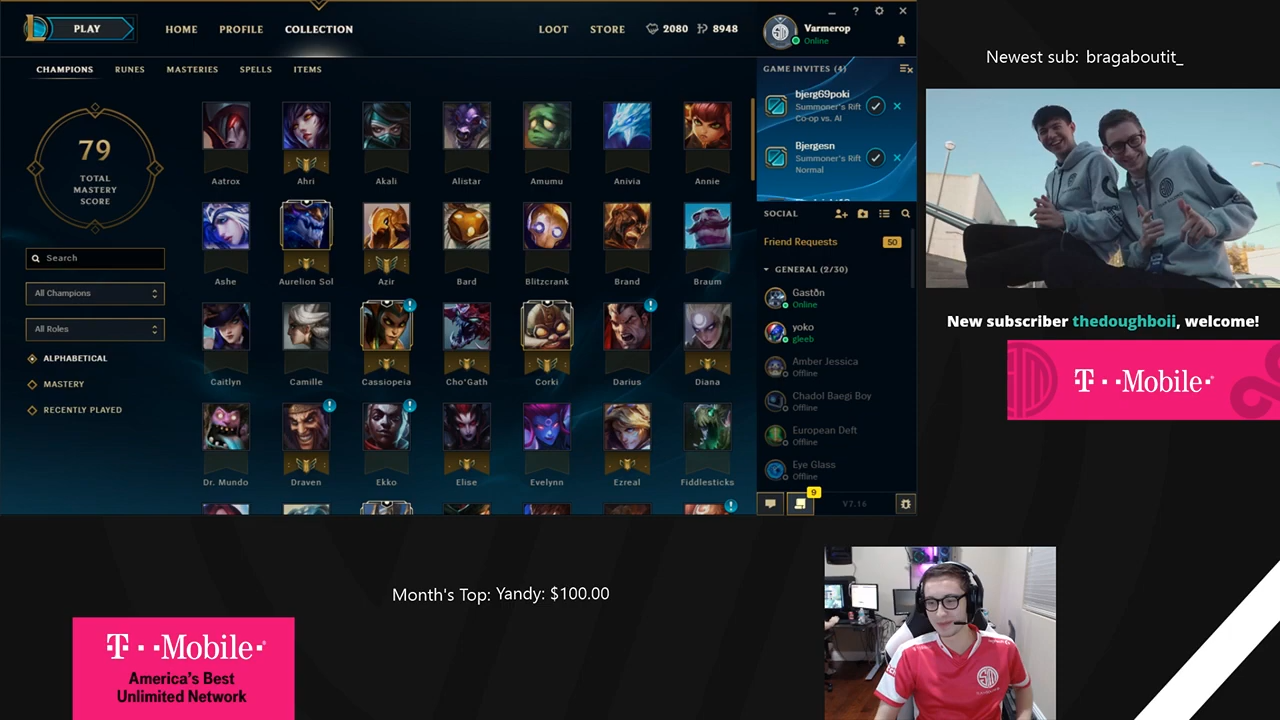 PLAY
HOME
PROFILE
COLLECTION
LOOT
STORE
2080
8948
?
Varmerop
Online
CHAMPIONS
RUNES
MASTERIES
SPELLS
ITEMS
79
TOTAL
MASTERY
SCORE
Search
All Champions
All Roles
ALPHABETICAL
MASTERY
RECENTLY PLAYED
Aatrox
Ahri
Akali
Alistar
Amumu
Anivia
Annie
Ashe
Aurelion Sol
Azir
Bard
Blitzcrank
Brand
Braum
Caitlyn
Camille
Cassiopeia
Cho'Gath
Corki
Darius
Diana
Dr. Mundo
Draven
Ekko
Elise
Evelynn
Ezreal
Fiddlesticks
GAME INVITES (4)
bjerg69poki
Summoner's Rift
Co-op vs. AI
Bjergesn
Summoner's Rift
Normal
SOCIAL
Friend Requests
50
GENERAL (2/30)
Gastðn
Online
yoko
gleeb
Amber Jessica
Offline
Chadol Baegi Boy
Offline
European Deft
Offline
Eye Glass
Offline
9
V7.16
Newest sub: bragaboutit_
New subscriber thedoughboii, welcome!
T··Mobile·
Month's Top: Yandy: $100.00
T··Mobile·
America's Best
Unlimited Network